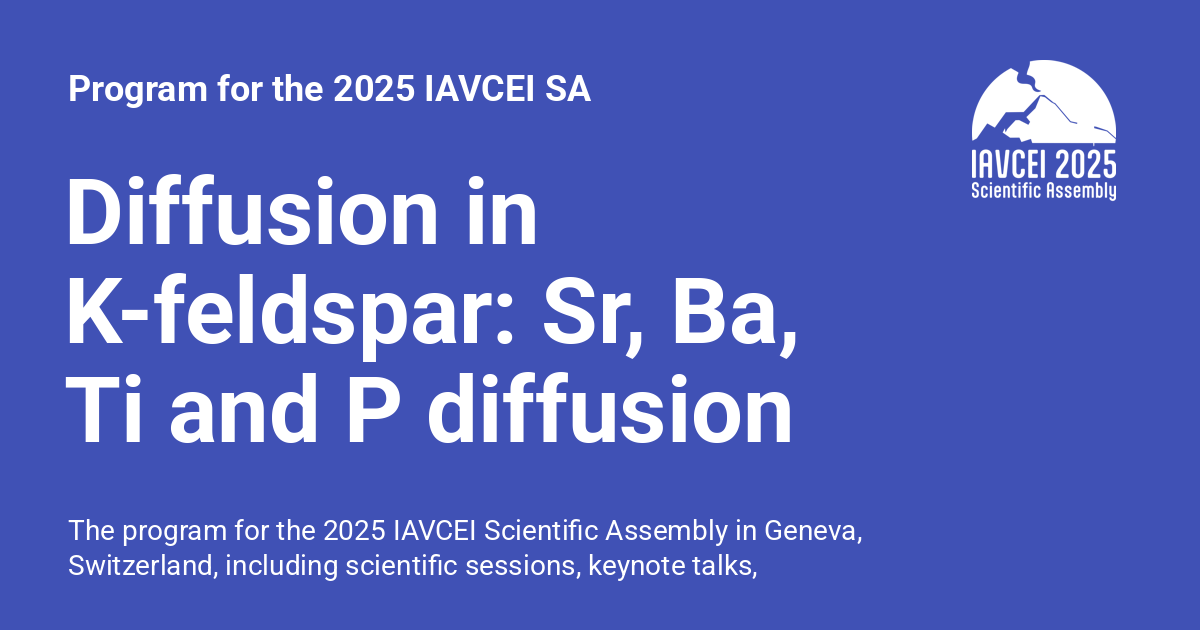 Program for the 2025 IAVCEI SA
IAVCEI 2025
Scientific Assembly
Diffusion in
K-feldspar: Sr, Ba,
Ti and P diffusion
The program for the 2025 IAVCEI Scientific Assembly in Geneva,
Switzerland, including scientific sessions, keynote talks,